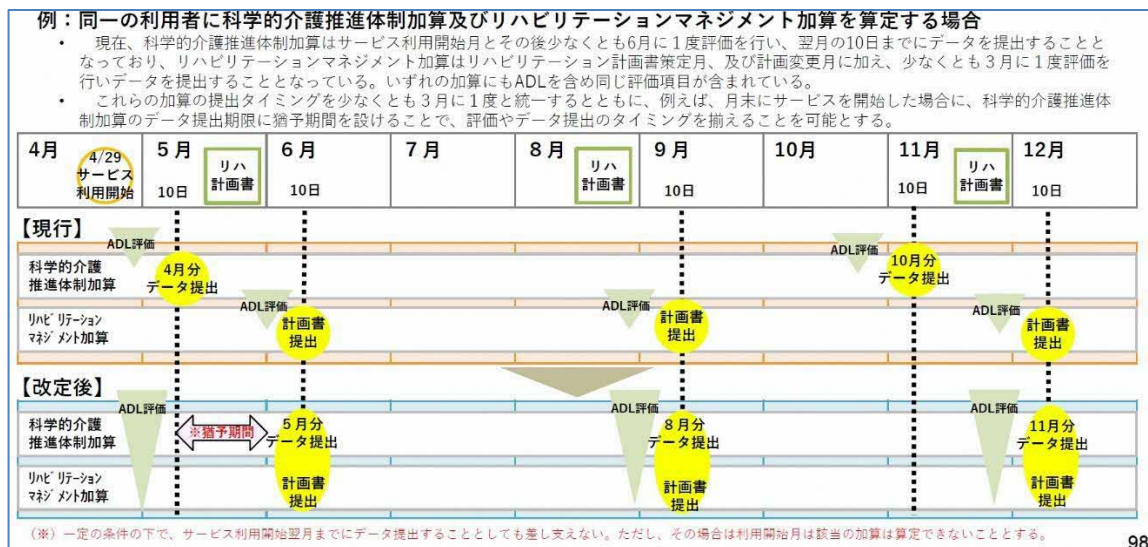 例：同一の利用者に科学的介護推進体制加算及びリハビリテーションマネジメント加算を算定する場合
• 現在、科学的介護推進体制加算はサービス利用開始月とその後少なくとも6月に１度評価を行い、翌月の10日までにデータを提出することと
なっており、リハビリテーションマネジメント加算はリハビリテーション計画書策定月、及び計画変更月に加え、少なくとも３月に１度評価を
行いデータを提出することとなっている。いずれの加算にもADLを含め同じ評価項目が含まれている。
• これらの加算の提出タイミングを少なくとも３月に１度と統一するとともに、例えば、月末にサービスを開始した場合に、科学的介護推進体
制加算のデータ提出期限に猶予期間を設けることで、評価やデータ提出のタイミングを揃えることを可能とする。
4月 5月 6月 7月 8月 9月 10月 11月 12月
4/29
サービス
利用開始
10日
リハ
計画書
10日
リハ
計画書
10日
10日
リハ
計画書
10日
【現行】
ADL評価
ADL評価
科学的介護
推進体制加算
4月分
データ提出
10月分
データ提出
ADL評価
ADL評価
ADL評価
リハビリテーション
マネジメント加算
計画書
提出
計画書
提出
計画書
提出
【改定後】
ADL評価
ADL評価
ADL評価
科学的介護
推進体制加算
※猶予期間
5月分
データ提出
8月分
データ提出
11月分
データ提出
リハビリテーション
マネジメント加算
計画書
提出
計画書
提出
計画書
提出
（※）一定の条件の下で、サービス利用開始翌月までにデータ提出することとしても差し支えない。ただし、その場合は利用開始月は該当の加算は算定できないこととする。
98